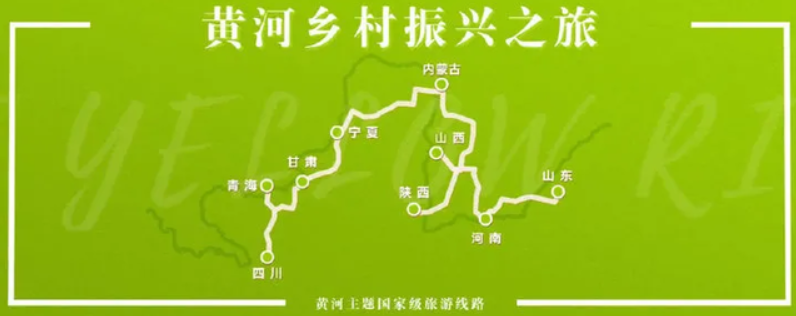 黄河乡村振兴之旅
YELLOW RI
内蒙古
宁夏
山西
甘肃
青海
陕西
山东
河南
四川
黄河主题国家级旅游线路